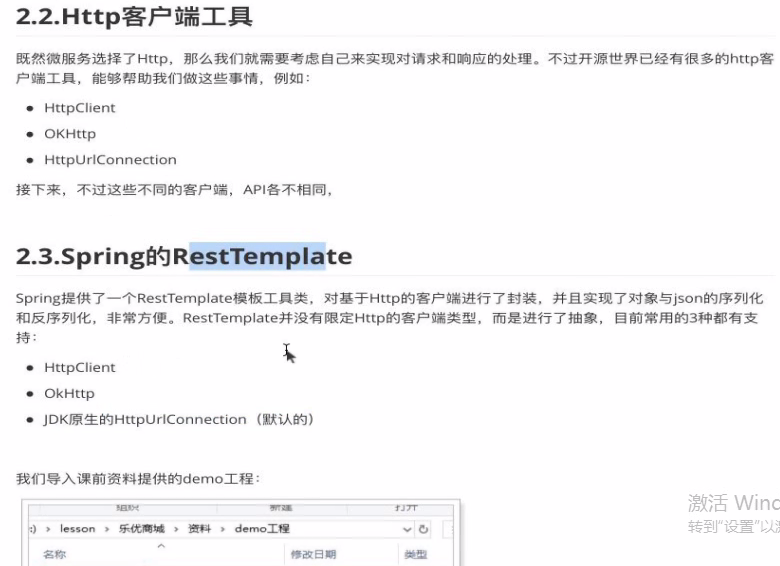 2.2.Http客户端工具
既然微服务选择了Http，那么我们就需要考虑自己来实现对请求和响应的处理。不过开源世界已经有很多的http客
户端工具，能够帮助我们做这些事情，例如：
HttpClient
OKHttp
HttpUrlConnection
接下来，不过这些不同的客户端，API各不相同，
2.3.Spring的RestTemplate
Spring提供了一个RestTemplate模板工具类，对基于Http的客户端进行了封装，并且实现了对象与json的序列化
和反序列化，非常方便。RestTemplate并没有限定Http的客户端类型，而是进行了抽象，目前常用的3种都有支
持：
HttpClient
OkHttp
JDK原生的HttpUrlConnection（默认的）
我们导入课前资料提供的demo工程：
组织 新建 打开
:) › lesson › 乐优商城 › 资料 › demo工程
名称 修改日期 类型
激活 Wind
转到"设置"以激